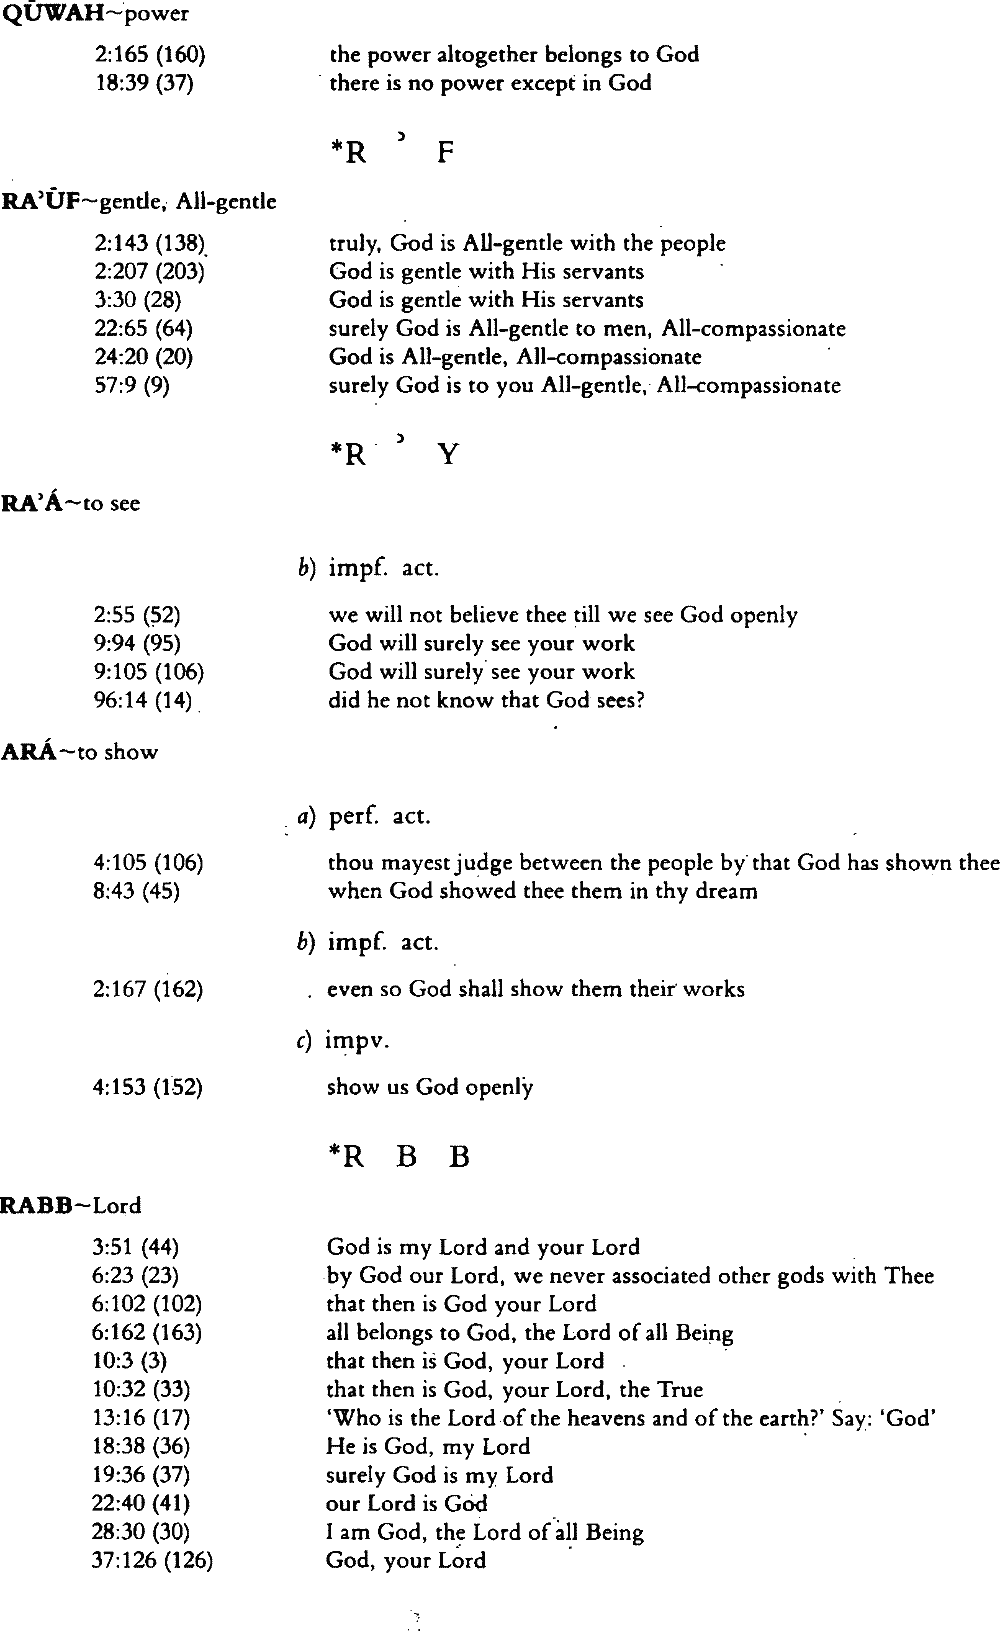 QŪWAH~power
2:165 (160) the power altogether belongs to God
18:39 (37) there is no power except in God
*R ʾ F
RAʾŪF~gentle, All-gentle
2:143 (138) truly, God is All-gentle with the people
2:207 (203) God is gentle with His servants
3:30 (28) God is gentle with His servants
22:65 (64) surely God is All-gentle to men, All-compassionate
24:20 (20) God is All-gentle, All-compassionate
57:9 (9) surely God is to you All-gentle, All-compassionate
*R ʾ Y
RAʾÁ~to see
b) impf. act.
2:55 (52) we will not believe thee till we see God openly
9:94 (95) God will surely see your work
9:105 (106) God will surely see your work
96:14 (14) did he not know that God sees?
ARÁ~to show
a) perf. act.
4:105 (106) thou mayest judge between the people by that God has shown thee
8:43 (45) when God showed thee them in thy dream
b) impf. act.
2:167 (162) even so God shall show them their works
c) impv.
4:153 (152) show us God openly
*R B B
RABB~Lord
3:51 (44) God is my Lord and your Lord
6:23 (23) by God our Lord, we never associated other gods with Thee
6:102 (102) that then is God your Lord
6:162 (163) all belongs to God, the Lord of all Being
10:3 (3) that then is God, your Lord
10:32 (33) that then is God, your Lord, the True
13:16 (17) 'Who is the Lord of the heavens and of the earth?' Say: 'God'
18:38 (36) He is God, my Lord
19:36 (37) surely God is my Lord
22:40 (41) our Lord is God
28:30 (30) I am God, the Lord of all Being
37:126 (126) God, your Lord